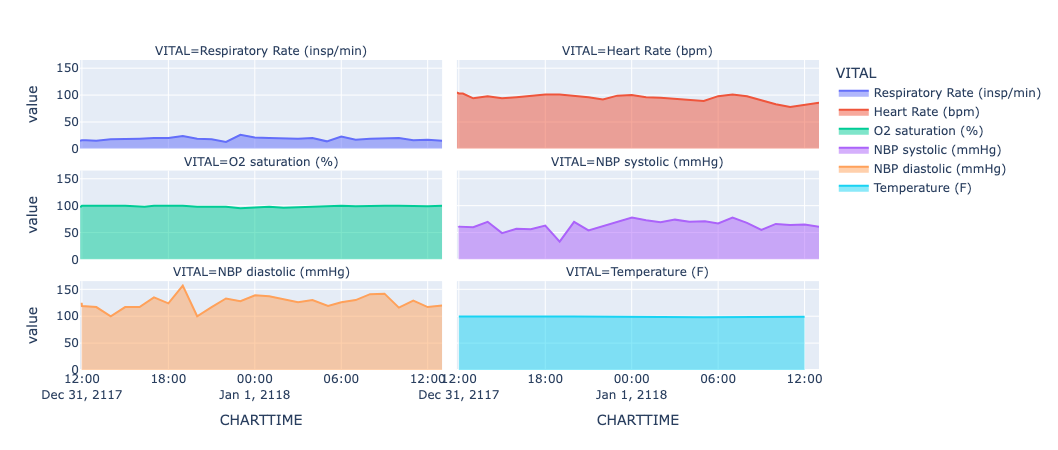 VITAL=Respiratory Rate (insp/min)
VITAL=Heart Rate (bpm)
value
150
100
50
0
VITAL=O2 saturation (%)
VITAL=NBP systolic (mmHg)
value
150
100
50
0
VITAL=NBP diastolic (mmHg)
VITAL=Temperature (F)
value
150
100
50
0
12:00 18:00 00:00 06:00 12:00
Dec 31, 2117 Jan 1, 2118
CHARTTIME
12:00 18:00 00:00 06:00 12:00
Dec 31, 2117 Jan 1, 2118
CHARTTIME
VITAL
Respiratory Rate (insp/min)
Heart Rate (bpm)
O2 saturation (%)
NBP systolic (mmHg)
NBP diastolic (mmHg)
Temperature (F)